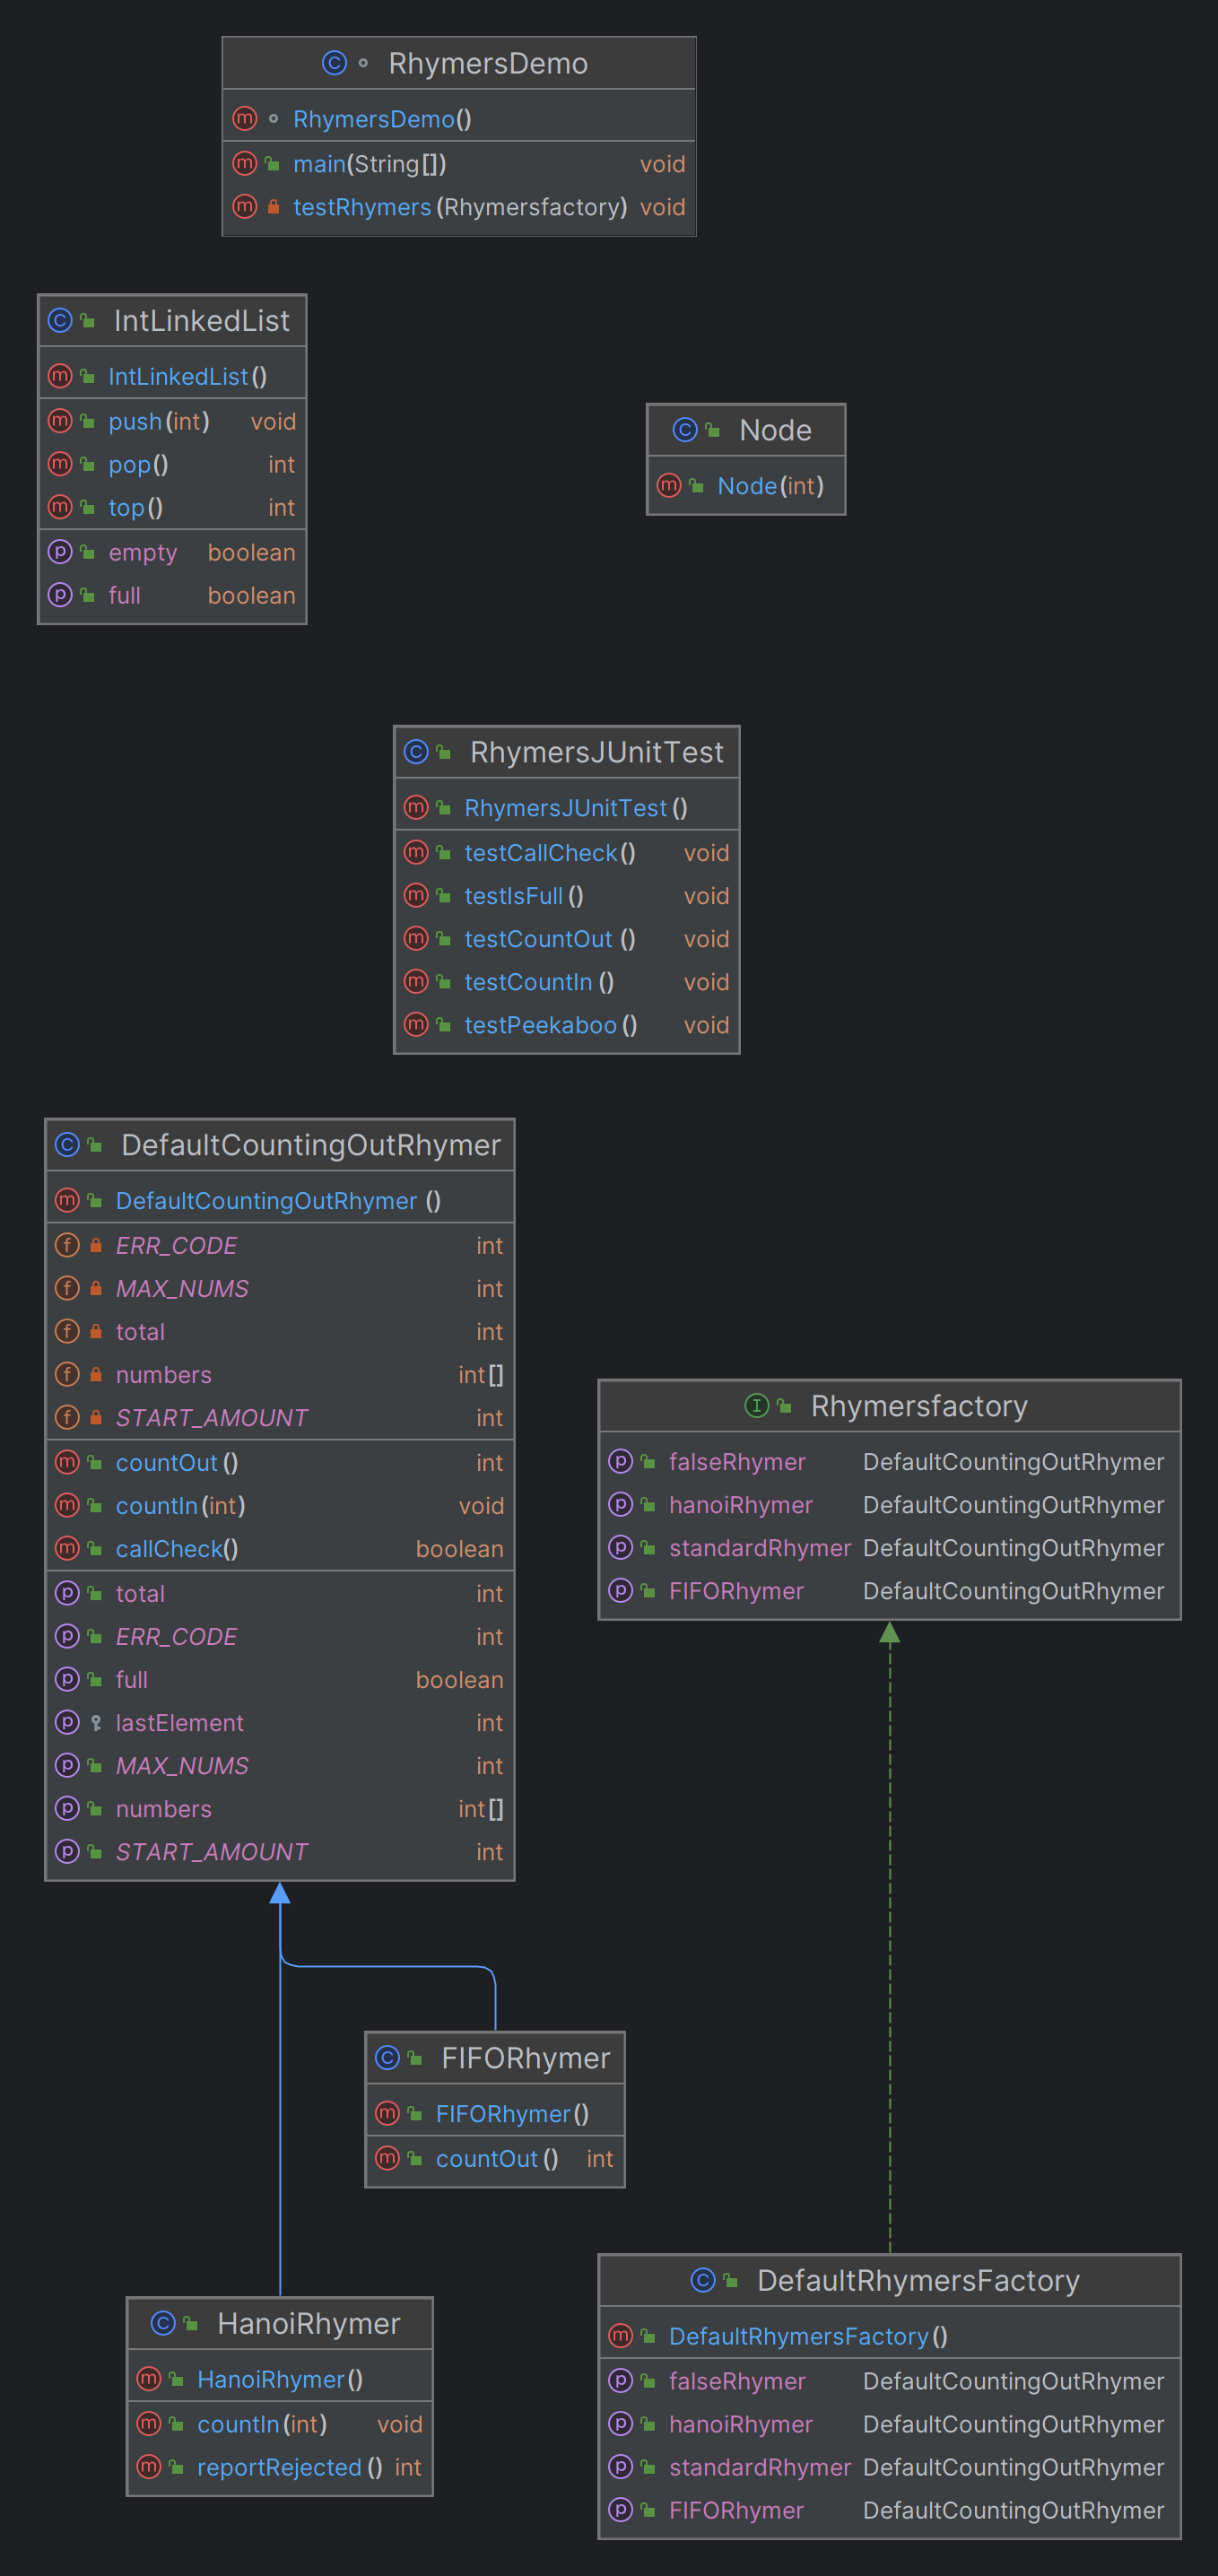 RhymersDemo
RhymersDemo()
main(String[]) void
testRhymers(Rhymersfactory) void
IntLinkedList
IntLinkedList()
push(int) void
pop() int
top() int
empty boolean
full boolean
Node
Node(int)
RhymersJUnitTest
RhymersJUnitTest()
testCallCheck() void
testIsFull() void
testCountOut() void
testCountIn() void
testPeekaboo() void
DefaultCountingOutRhymer
DefaultCountingOutRhymer()
ERR_CODE int
MAX_NUMS int
total int
numbers int[]
START_AMOUNT int
countOut() int
countIn(int) void
callCheck() boolean
total int
ERR_CODE int
full boolean
lastElement int
MAX_NUMS int
numbers int[]
START_AMOUNT int
Rhymersfactory
falseRhymer DefaultCountingOutRhymer
hanoiRhymer DefaultCountingOutRhymer
standardRhymer DefaultCountingOutRhymer
FIFORhymer DefaultCountingOutRhymer
FIFORhymer
FIFORhymer()
countOut() int
HanoiRhymer
HanoiRhymer()
countIn(int) void
reportRejected() int
DefaultRhymersFactory
DefaultRhymersFactory()
falseRhymer DefaultCountingOutRhymer
hanoiRhymer DefaultCountingOutRhymer
standardRhymer DefaultCountingOutRhymer
FIFORhymer DefaultCountingOutRhymer